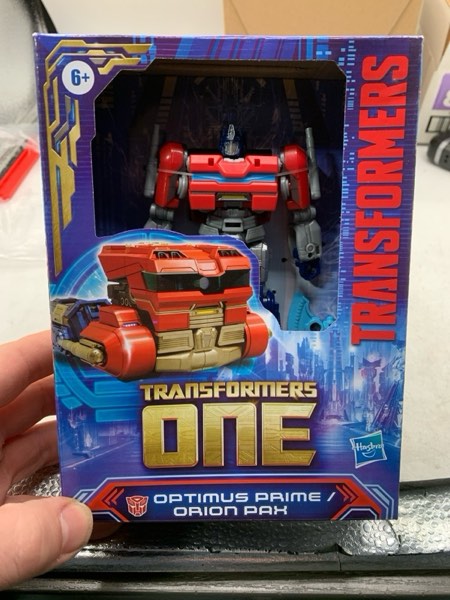 6+
TRANSFORMERS
TRANSFORMERS
ONE
Hasbro
OPTIMUS PRIME /
ORION PAX